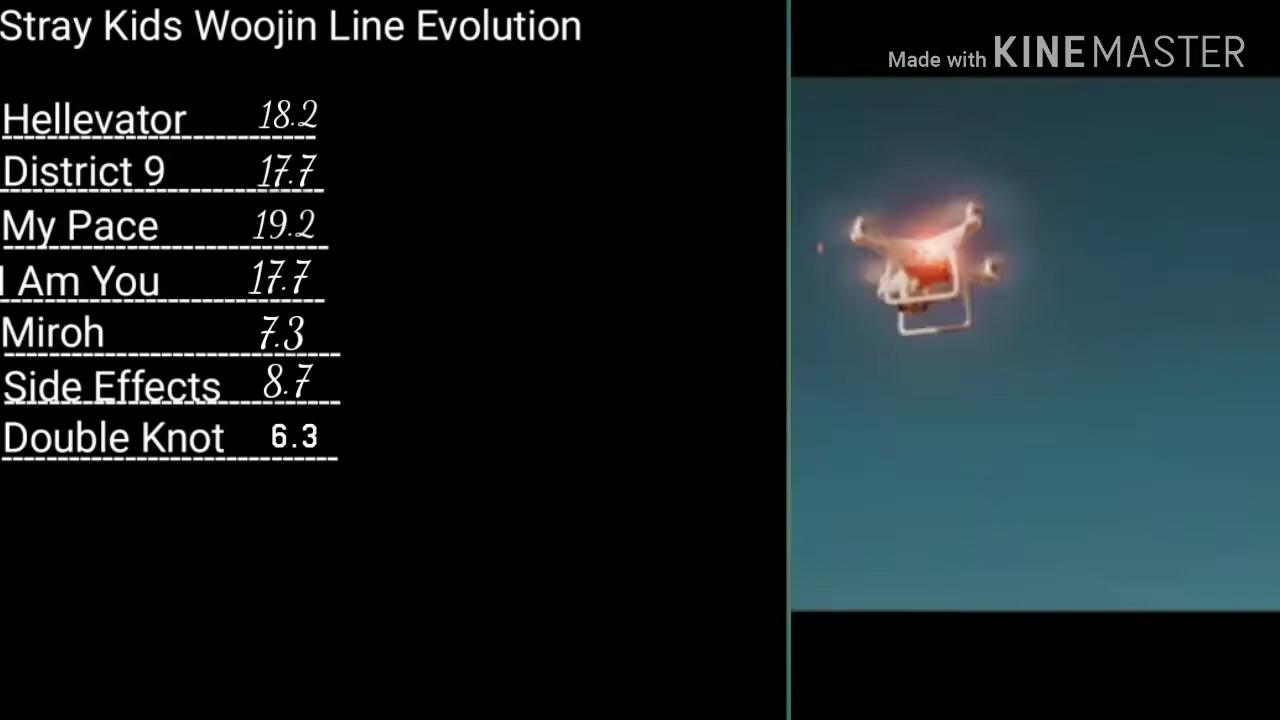 Stray Kids Woojin Line Evolution
Made with KINEMASTER
Hellevator 18.2
District 9 17.7
My Pace 19.2
I Am You 17.7
Miroh 7.3
Side Effects 8.7
Double Knot 6.3